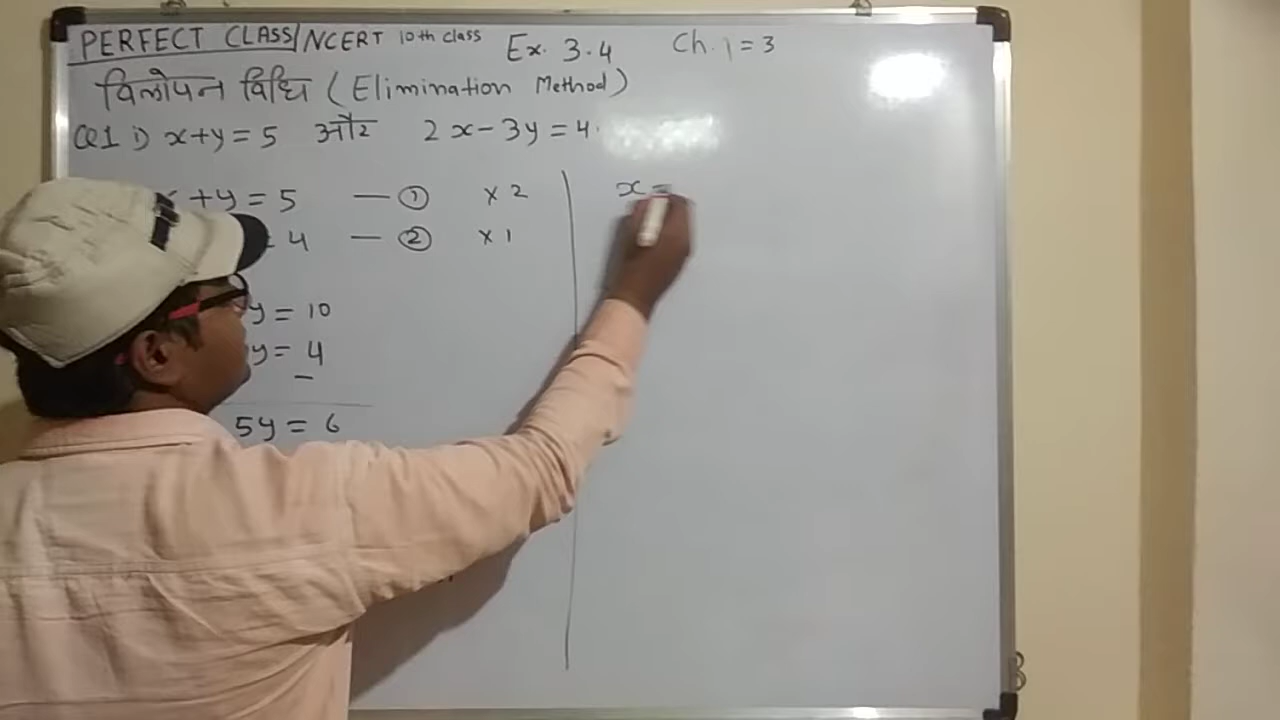 PERFECT CLASS/NCERT 10th class Ex. 3.4 Ch. 1 = 3
विलोपन विधि (Elimination Method)
Q1 i) x+y = 5 और 2x-3y = 4.
+y = 5 — ① ×2
= 4 — ② ×1
y = 10
y = 4
—
5y = 6
x =